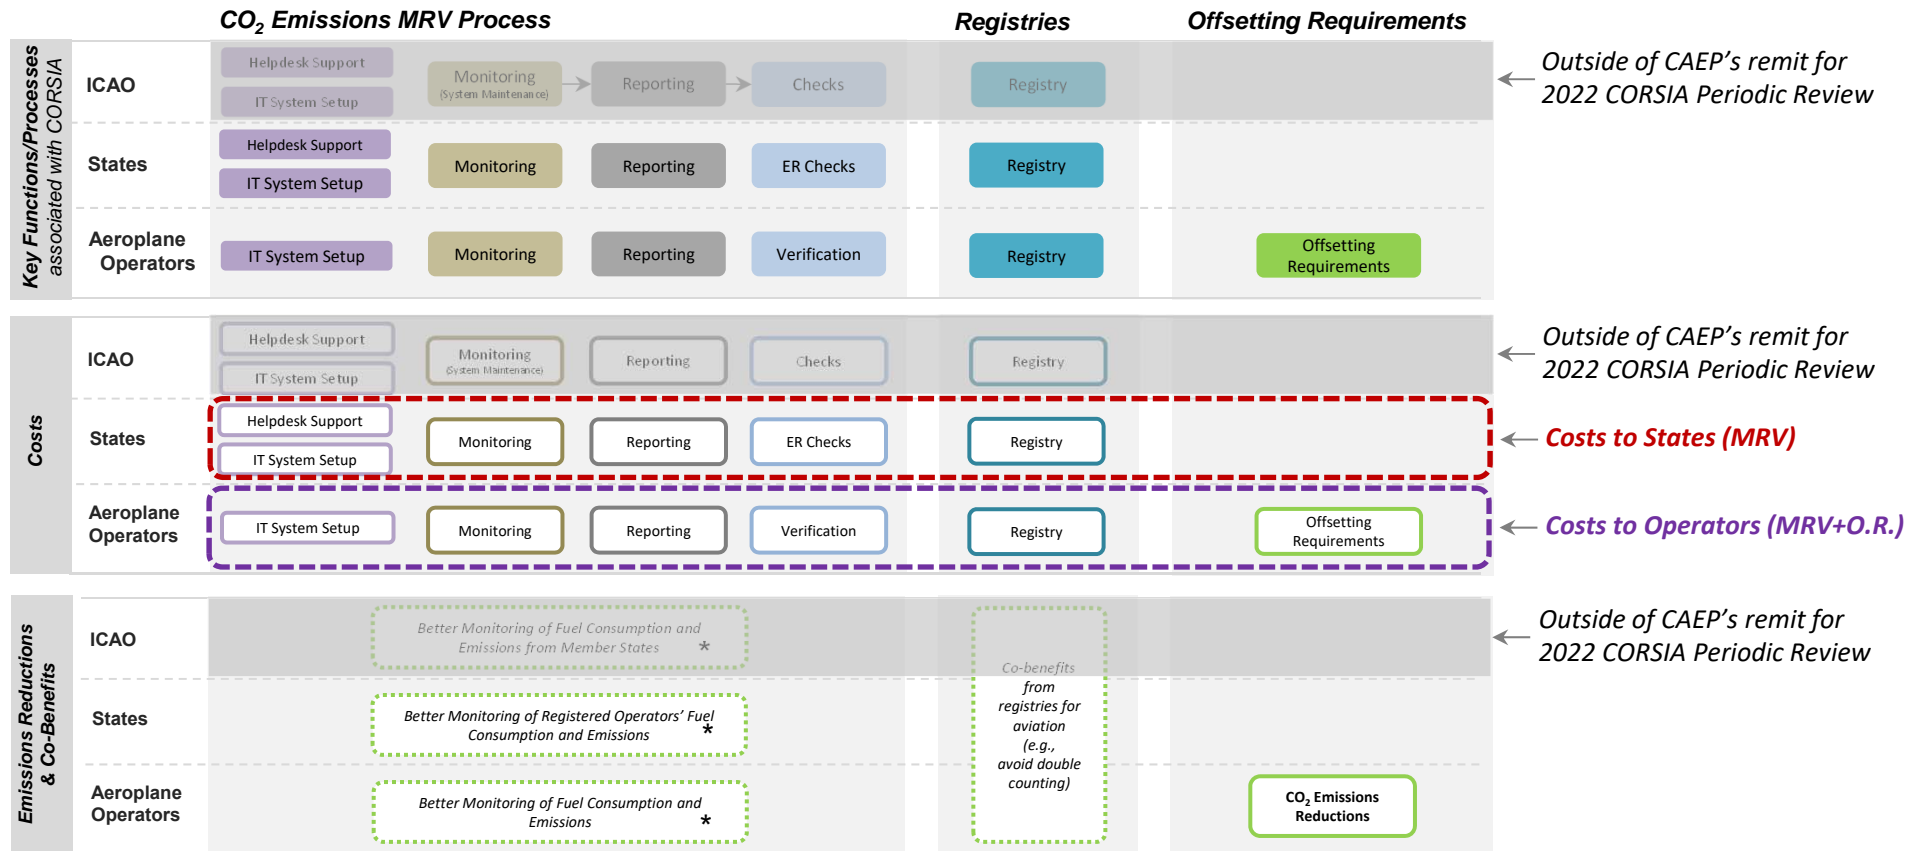 CO2 Emissions MRV Process
Registries
Offsetting Requirements
Key Functions/Processes
associated with CORSIA
ICAO
Helpdesk Support
IT System Setup
Monitoring
(System Maintenance)
Reporting
Checks
Registry
Outside of CAEP's remit for
2022 CORSIA Periodic Review
States
Helpdesk Support
IT System Setup
Monitoring
Reporting
ER Checks
Registry
Aeroplane
Operators
IT System Setup
Monitoring
Reporting
Verification
Registry
Offsetting
Requirements
Costs
ICAO
Helpdesk Support
IT System Setup
Monitoring
(System Maintenance)
Reporting
Checks
Registry
Outside of CAEP's remit for
2022 CORSIA Periodic Review
States
Helpdesk Support
IT System Setup
Monitoring
Reporting
ER Checks
Registry
Costs to States (MRV)
Aeroplane
Operators
IT System Setup
Monitoring
Reporting
Verification
Registry
Offsetting
Requirements
Costs to Operators (MRV+O.R.)
Emissions Reductions
& Co-Benefits
ICAO
Better Monitoring of Fuel Consumption and
Emissions from Member States *
Outside of CAEP's remit for
2022 CORSIA Periodic Review
States
Better Monitoring of Registered Operators' Fuel
Consumption and Emissions *
Co-benefits
from
registries for
aviation
(e.g.,
avoid double
counting)
Aeroplane
Operators
Better Monitoring of Fuel Consumption and
Emissions *
CO2 Emissions
Reductions